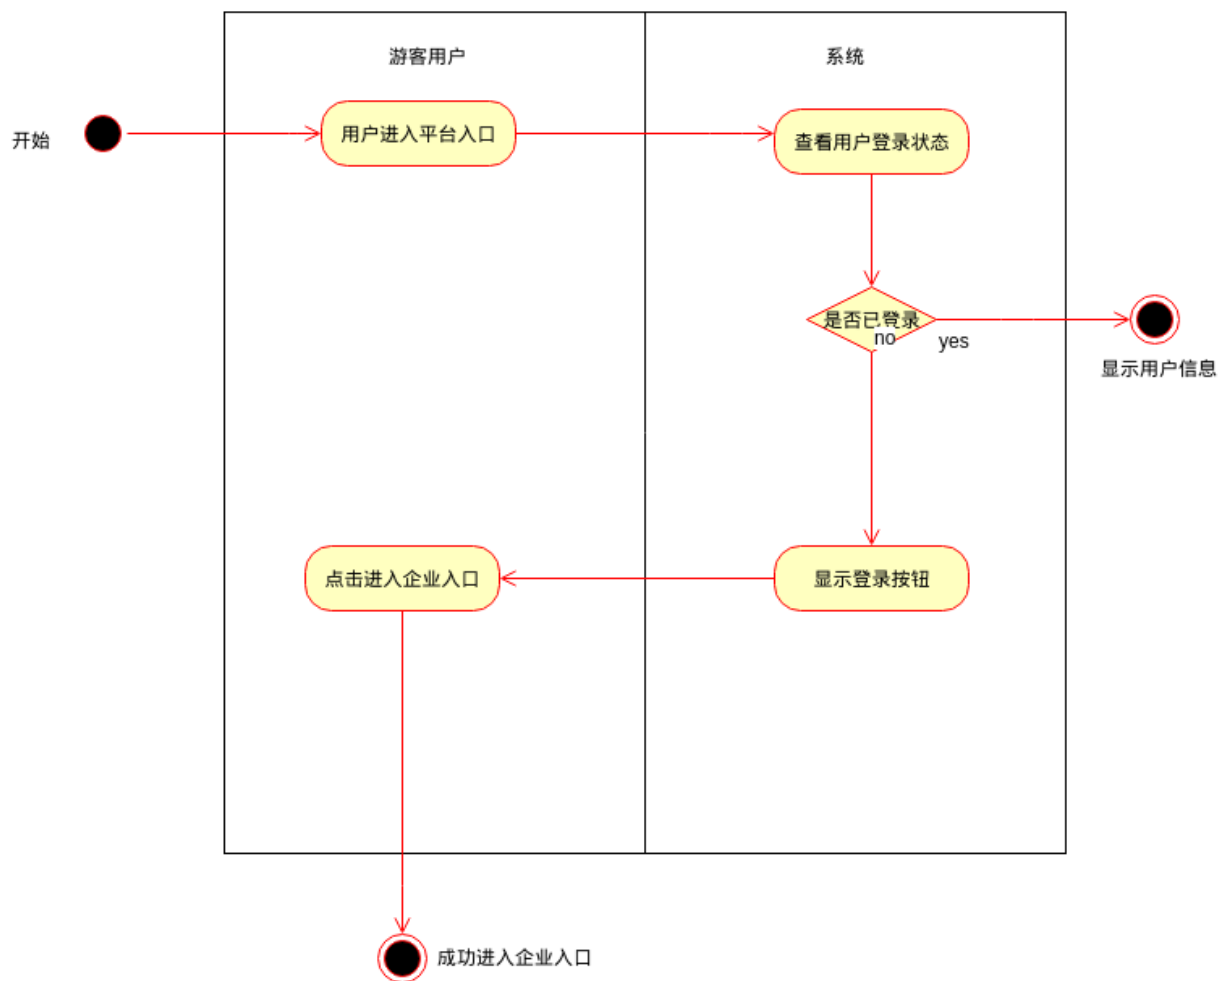 游客用户
系统
开始
用户进入平台入口
查看用户登录状态
是否已登录
no
yes
显示用户信息
点击进入企业入口
显示登录按钮
成功进入企业入口